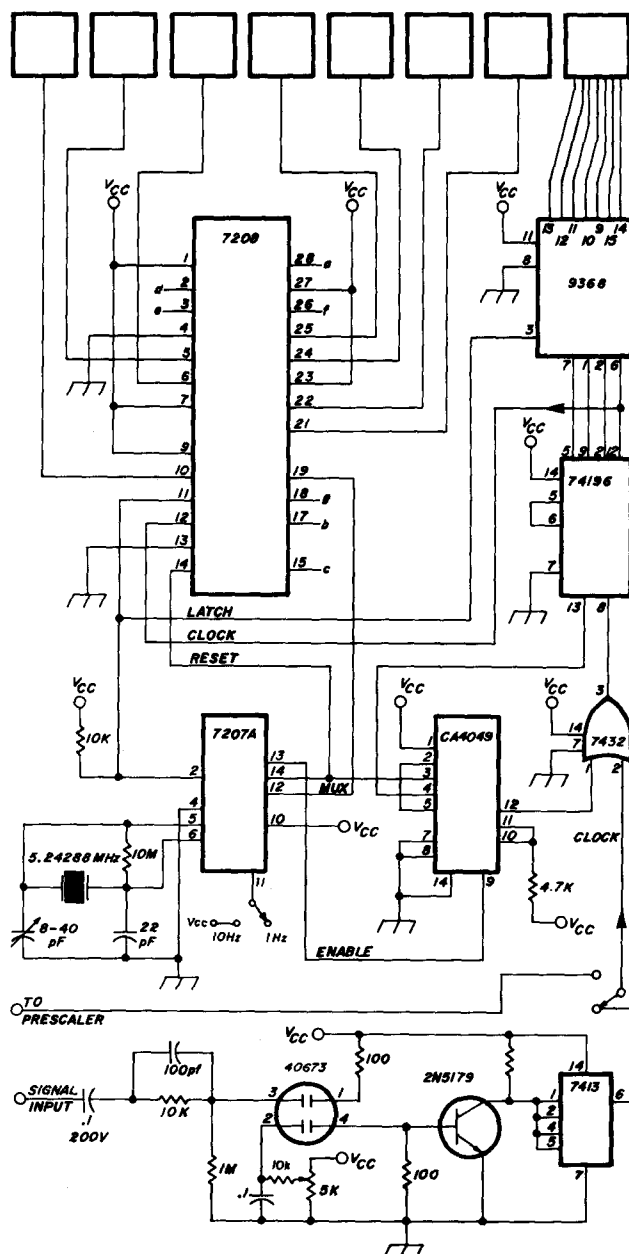 VCC VCC VCC
7208
1 28 a
d 2 27
e 3 26 f
4 25
5 24
6 23
7 22
21
9
10 19
11 18 g
12 17 b
13
14 15 c
13 12 11 10 9 15 14
11
8
9368
3
7 1 2 6
VCC
5 9 2 12
14 74196
5
6
7
13 8
LATCH
CLOCK
RESET
VCC VCC VCC
10K
7207A
2 13
14
12
MUX
4
5 10 VCC
6
11
CA4049
1
2
3
4
5
12
11
7 10
8
14 9
3
14 7432
7
1 2
CLOCK
5.24288 MHz
10M
8-40 pF
22 pF
Vcc 10Hz 1Hz
4.7K
VCC
ENABLE
TO PRESCALER
VCC
100pf
40673
100
2N5179
14
7413
SIGNAL INPUT
.1 200V
10K
3 1
2 4
1 6
2
4
5
7
1M
.1
10k
VCC
5K
100